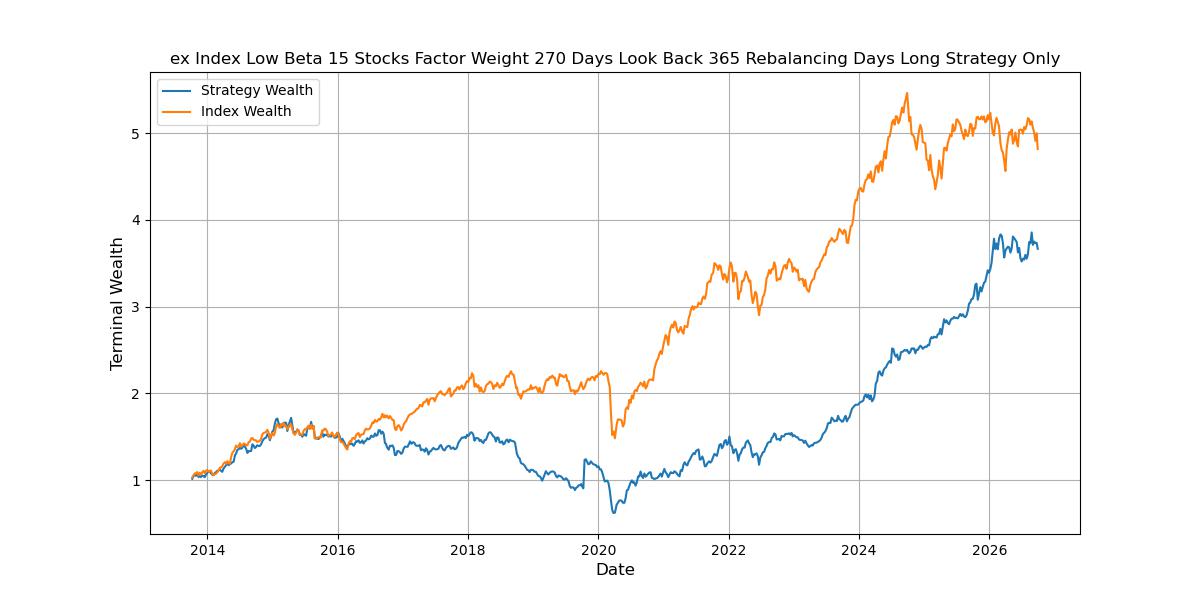 ex Index Low Beta 15 Stocks Factor Weight 270 Days Look Back 365 Rebalancing Days Long Strategy Only
Strategy Wealth
Index Wealth
Terminal Wealth
5
4
3
2
1
2014 2016 2018 2020 2022 2024 2026
Date